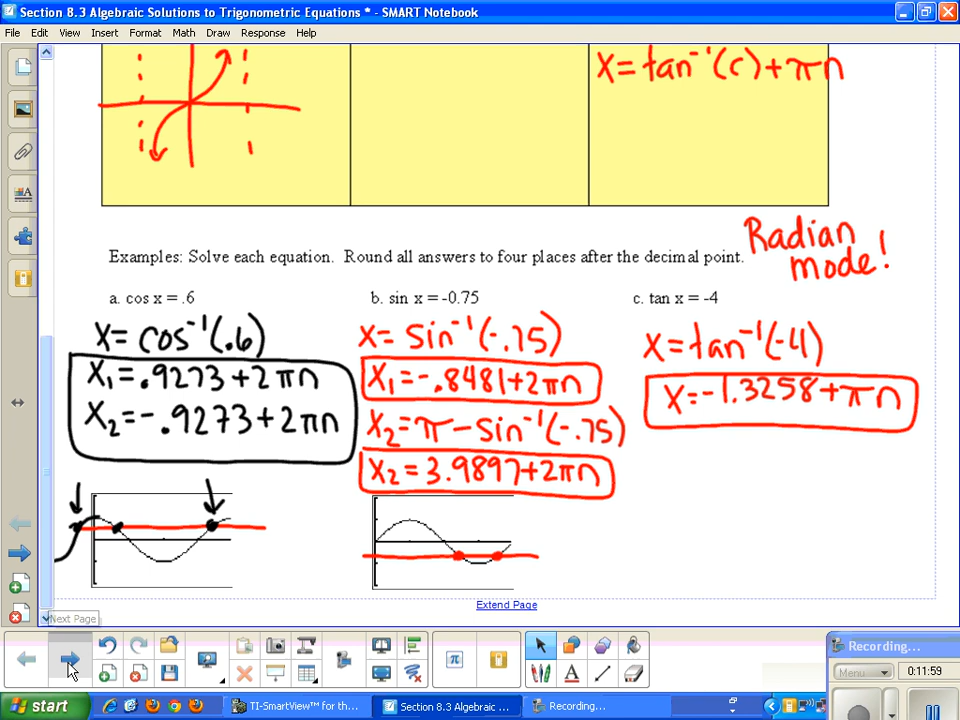 Section 8.3 Algebraic Solutions to Trigonometric Equations * - SMART Notebook
File Edit View Insert Format Math Draw Response Help
x = tan⁻¹(c) + πn
Radian mode!
Examples: Solve each equation. Round all answers to four places after the decimal point.
a. cos x = .6
b. sin x = -0.75
c. tan x = -4
x = cos⁻¹(.6)
x₁ = .9273 + 2πn
x₂ = -.9273 + 2πn
x = sin⁻¹(-.75)
x₁ = -.8481 + 2πn
x₂ = π - sin⁻¹(-.75)
x₂ = 3.9897 + 2πn
x = tan⁻¹(-4)
x = -1.3258 + πn
Extend Page
Next Page
Recording...
Menu
0:11:59
start
TI-SmartView™ for th...
Section 8.3 Algebraic ...
Recording...